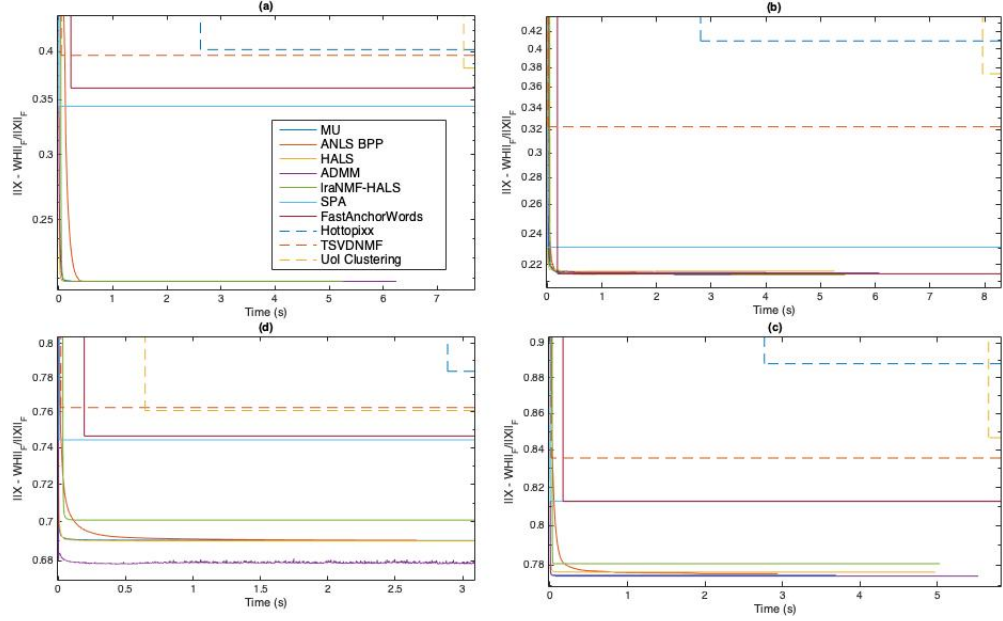 (a)
0.4
0.35
0.3
0.25
||X - WH||F/||X||F
0 1 2 3 4 5 6 7
Time (s)
MU
ANLS BPP
HALS
ADMM
IraNMF-HALS
SPA
FastAnchorWords
Hottopixx
TSVDNMF
UoI Clustering
(b)
0.42
0.4
0.38
0.36
0.34
0.32
0.3
0.28
0.26
0.24
0.22
||X - WH||F/||X||F
0 1 2 3 4 5 6 7 8
Time (s)
(d)
0.8
0.78
0.76
0.74
0.72
0.7
0.68
||X - WH||F/||X||F
0 0.5 1 1.5 2 2.5 3
Time (s)
(c)
0.9
0.88
0.86
0.84
0.82
0.8
0.78
||X - WH||F/||X||F
0 1 2 3 4 5
Time (s)